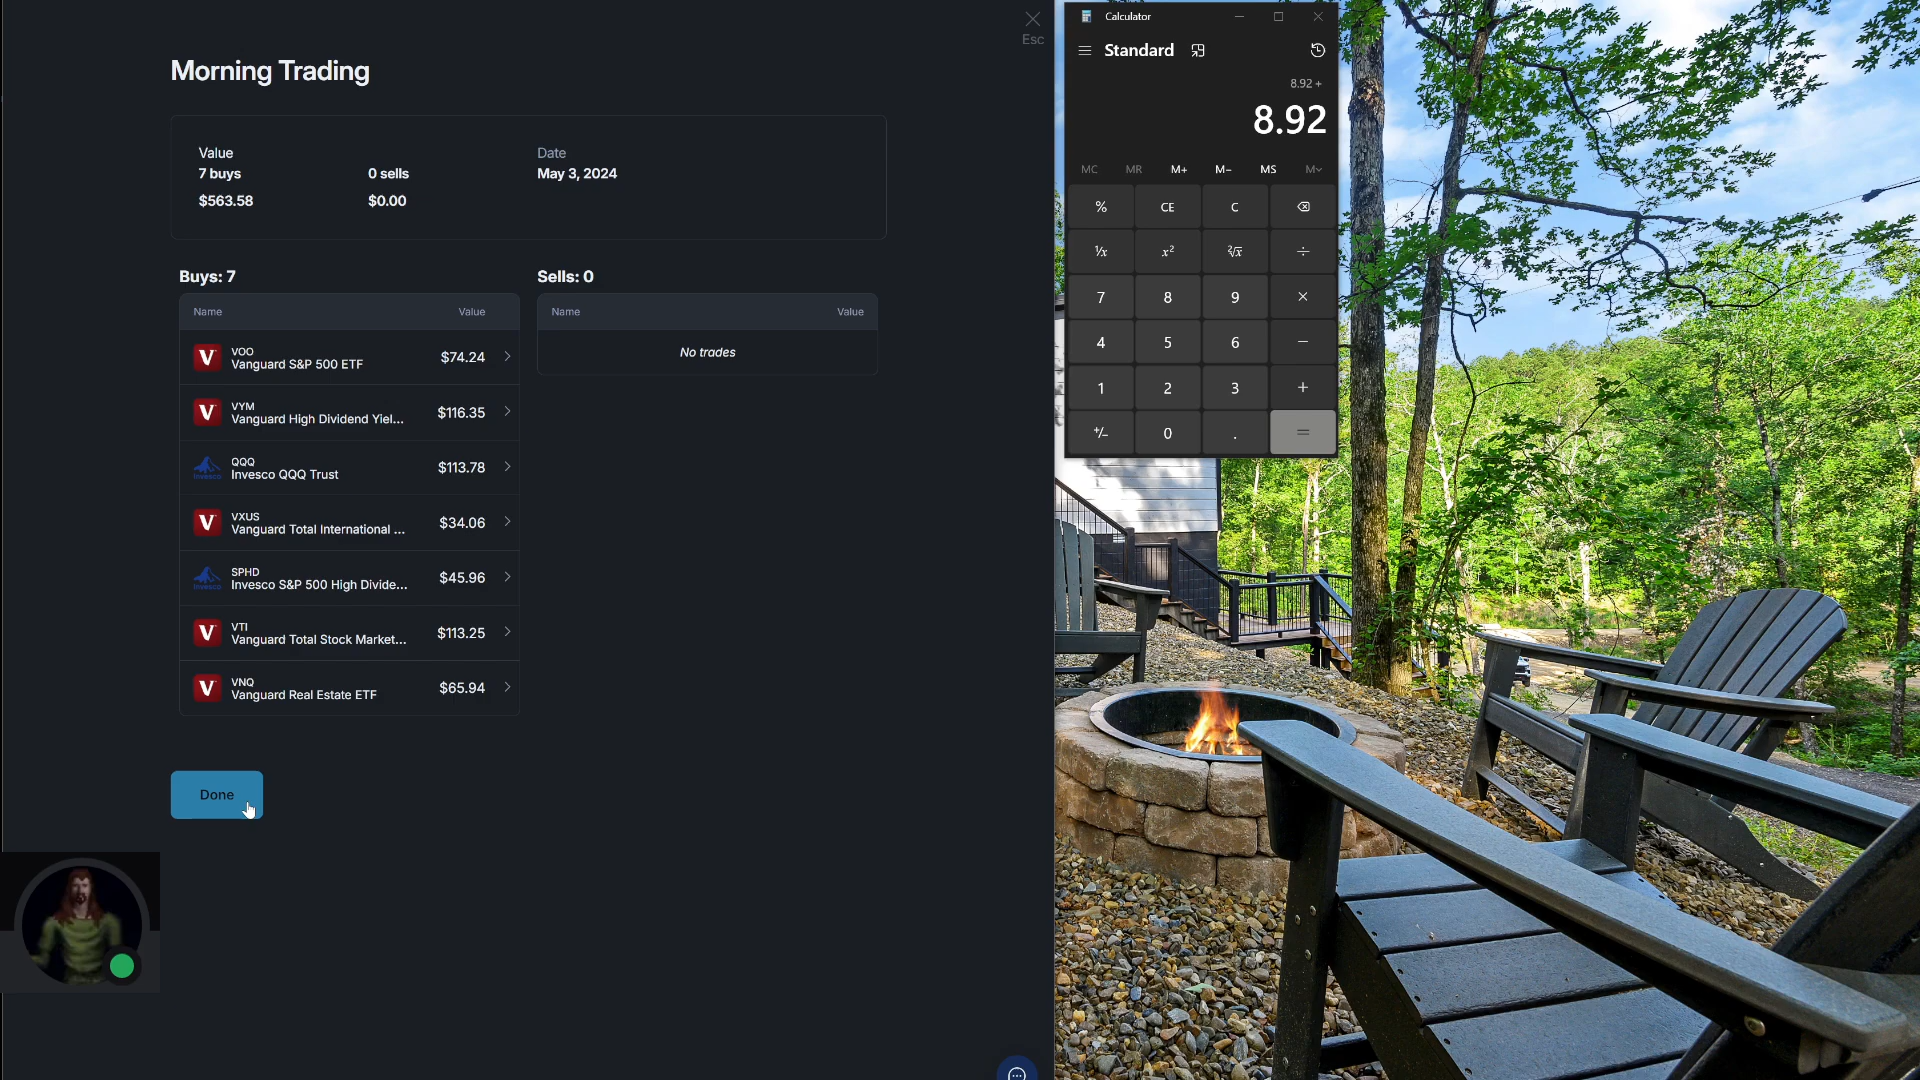 Esc
Morning Trading
Value
7 buys
0 sells
$563.58
$0.00
Date
May 3, 2024
Buys: 7
Name
Value
VOO
Vanguard S&P 500 ETF
$74.24
VYM
Vanguard High Dividend Yiel...
$116.35
QQQ
Invesco QQQ Trust
$113.78
VXUS
Vanguard Total International ...
$34.06
SPHD
Invesco S&P 500 High Divide...
$45.96
VTI
Vanguard Total Stock Market...
$113.25
VNQ
Vanguard Real Estate ETF
$65.94
Sells: 0
Name
Value
No trades
Done
Calculator
Standard
8.92 +
8.92
MC MR M+ M− MS M˅
% CE C
¹/x x² ²√x ÷
7 8 9 ×
4 5 6 −
1 2 3 +
+/− 0 . =